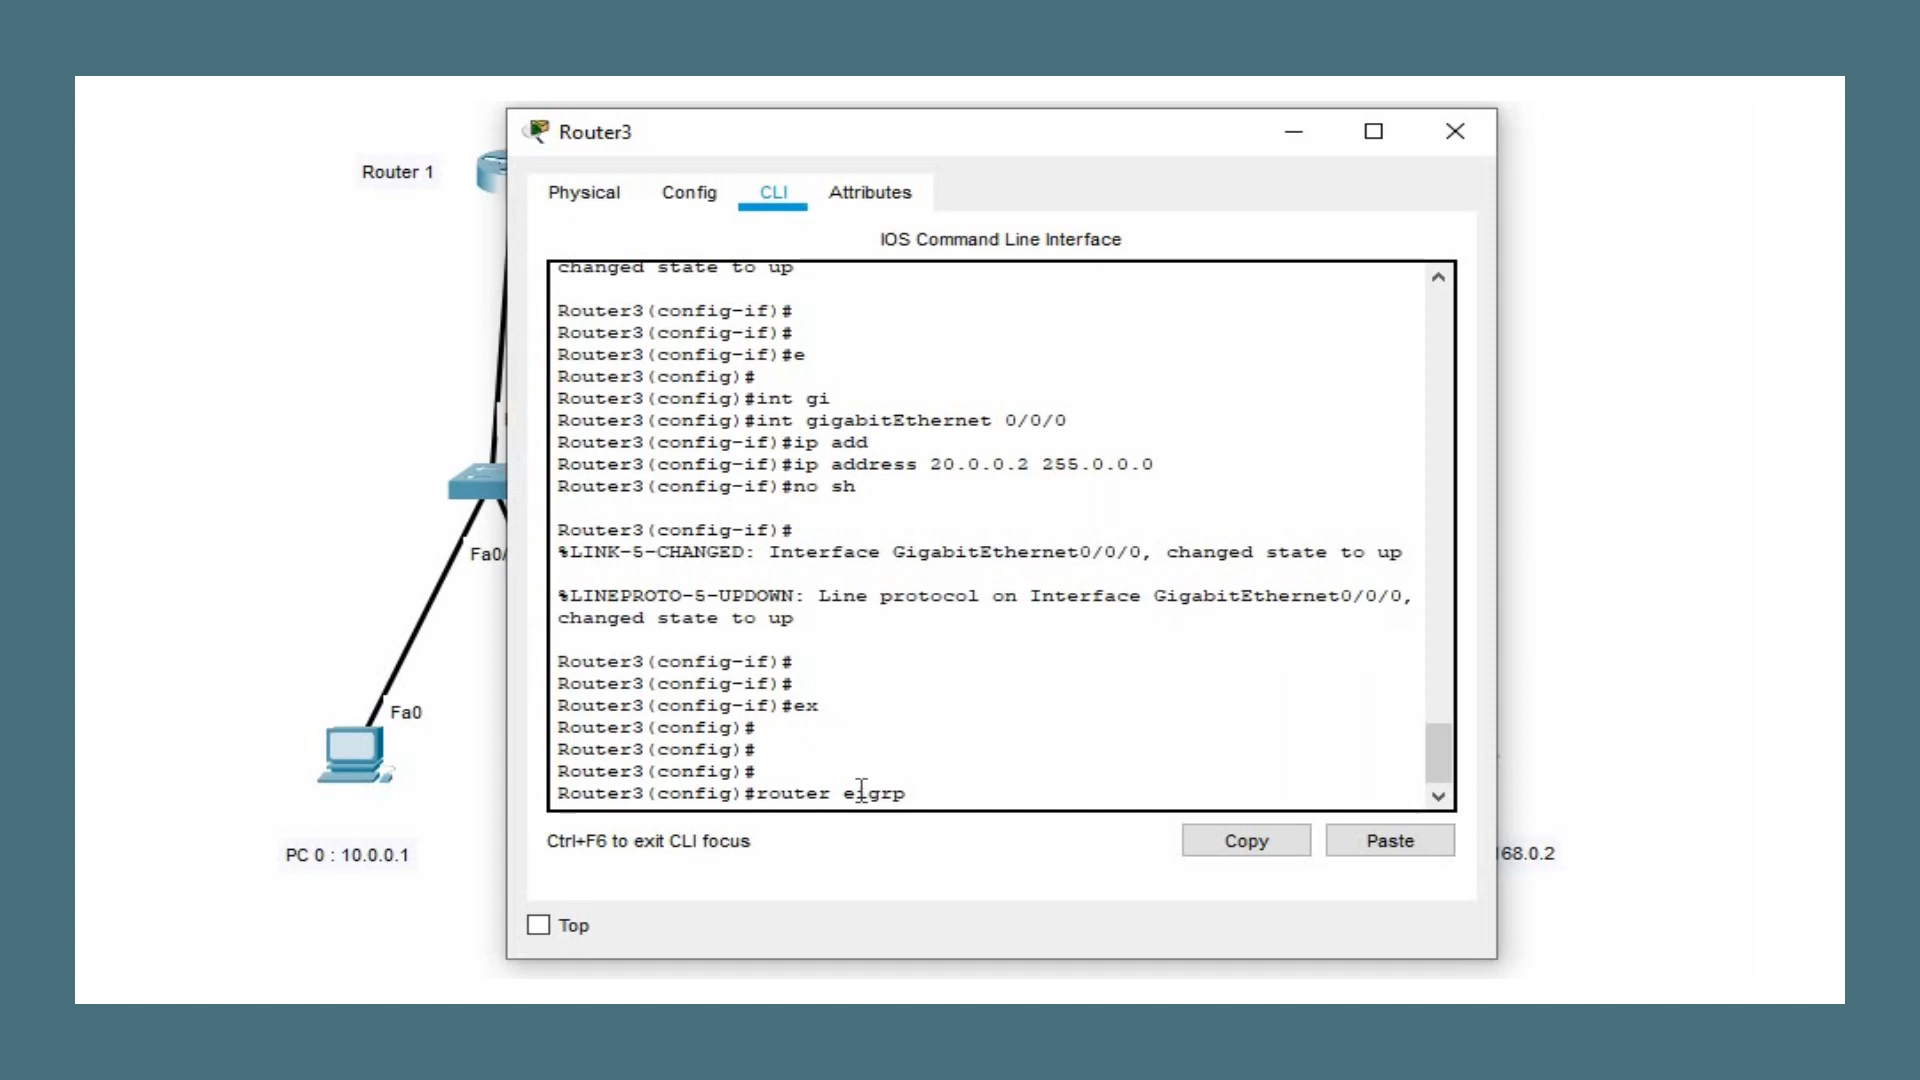 Router3
Router 1
Physical Config CLI Attributes
IOS Command Line Interface
changed state to up
Router3(config-if)#
Router3(config-if)#
Router3(config-if)#e
Router3(config)#
Router3(config)#int gi
Router3(config)#int gigabitEthernet 0/0/0
Router3(config-if)#ip add
Router3(config-if)#ip address 20.0.0.2 255.0.0.0
Router3(config-if)#no sh
Router3(config-if)#
%LINK-5-CHANGED: Interface GigabitEthernet0/0/0, changed state to up
%LINEPROTO-5-UPDOWN: Line protocol on Interface GigabitEthernet0/0/0,
changed state to up
Router3(config-if)#
Router3(config-if)#
Router3(config-if)#ex
Router3(config)#
Router3(config)#
Router3(config)#
Router3(config)#router eigrp
Fa0/
Fa0
PC 0 : 10.0.0.1
Ctrl+F6 to exit CLI focus
Copy
Paste
168.0.2
Top